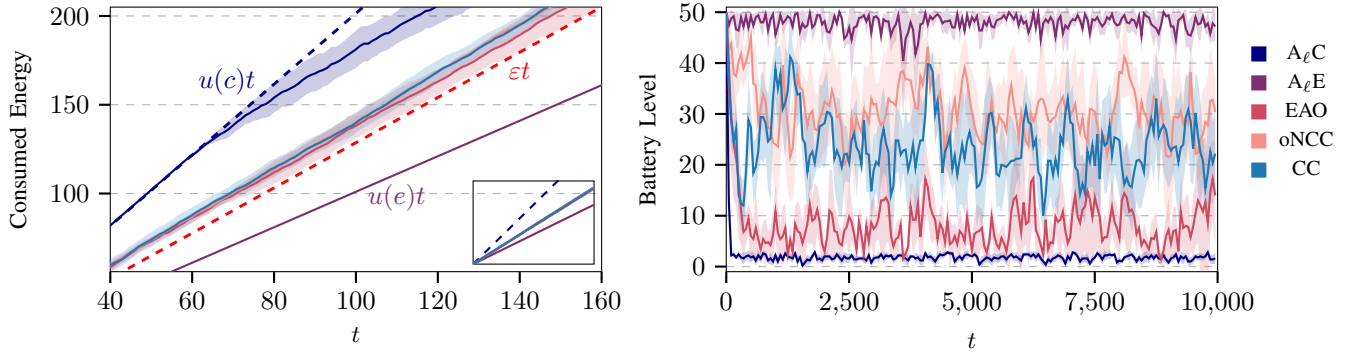 Consumed Energy
200
150
100
u(c)t
εt
u(e)t
40
60
80
100
120
140
160
t
Battery Level
50
40
30
20
10
0
0
2,500
5,000
7,500
10,000
t
AℓC
AℓE
EAO
oNCC
CC